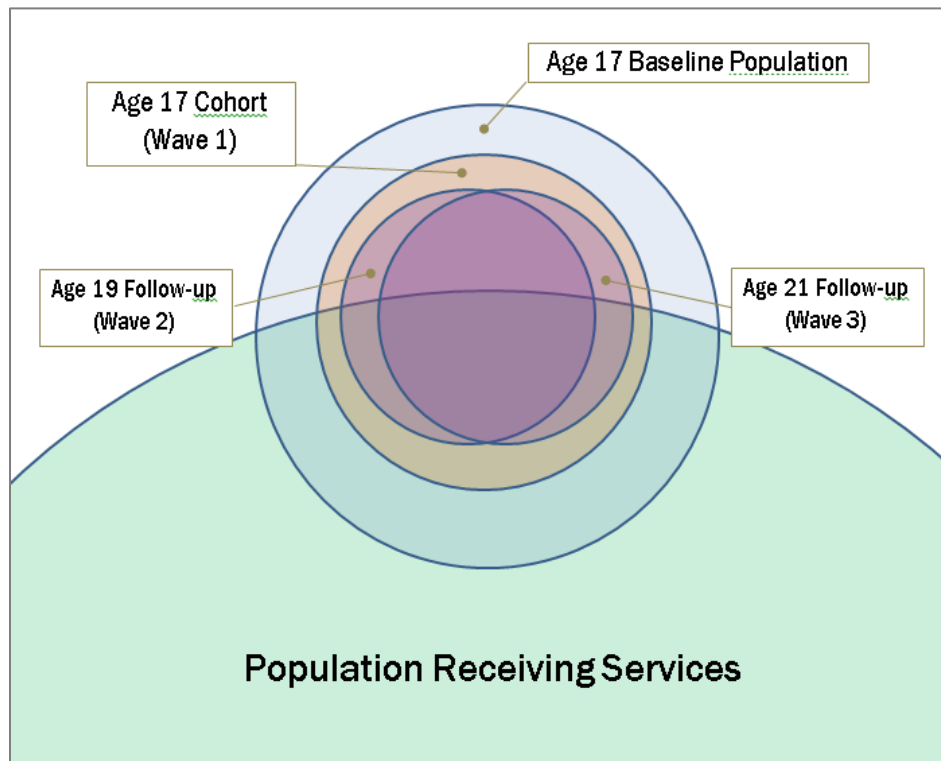 Age 17 Baseline Population
Age 17 Cohort
(Wave 1)
Age 19 Follow-up
(Wave 2)
Age 21 Follow-up
(Wave 3)
Population Receiving Services